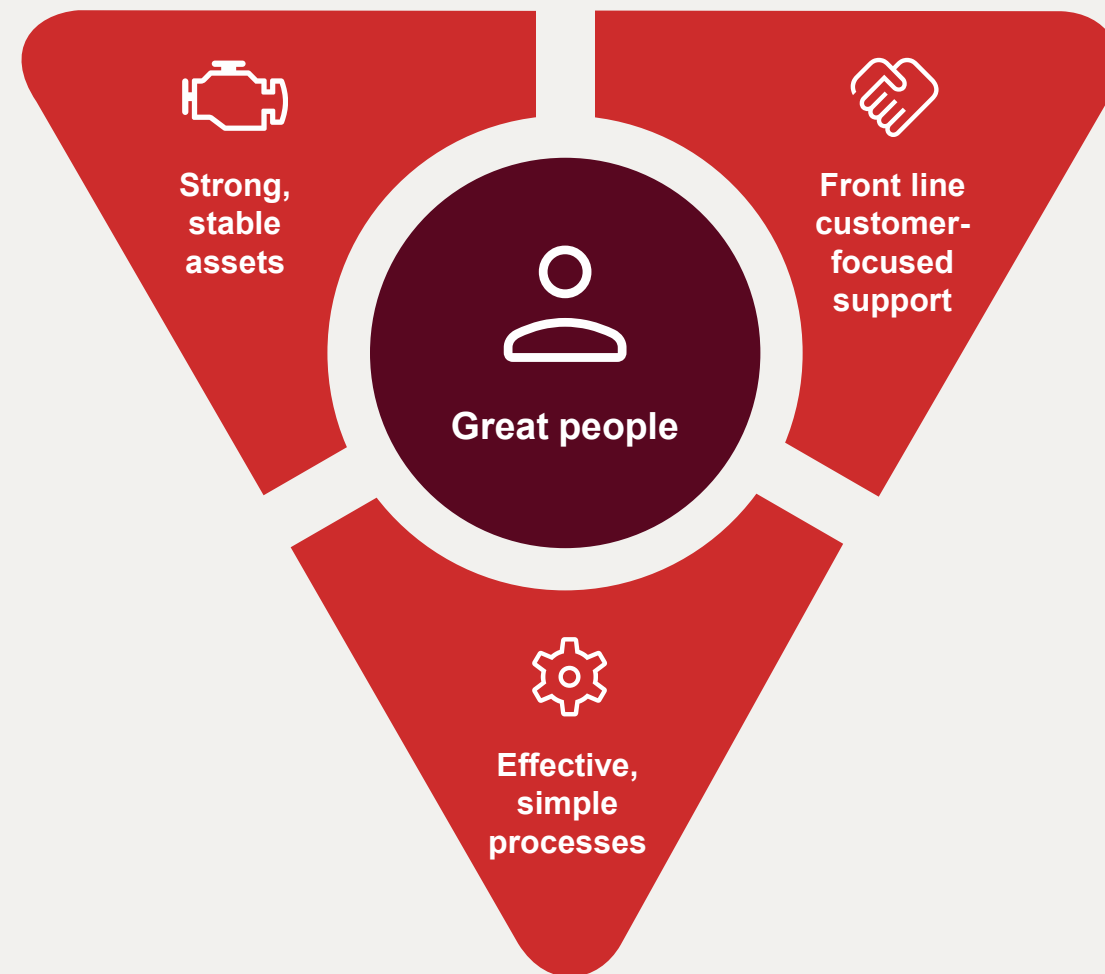 Strong,
stable
assets
Front line
customer-
focused
support
Great people
Effective,
simple
processes